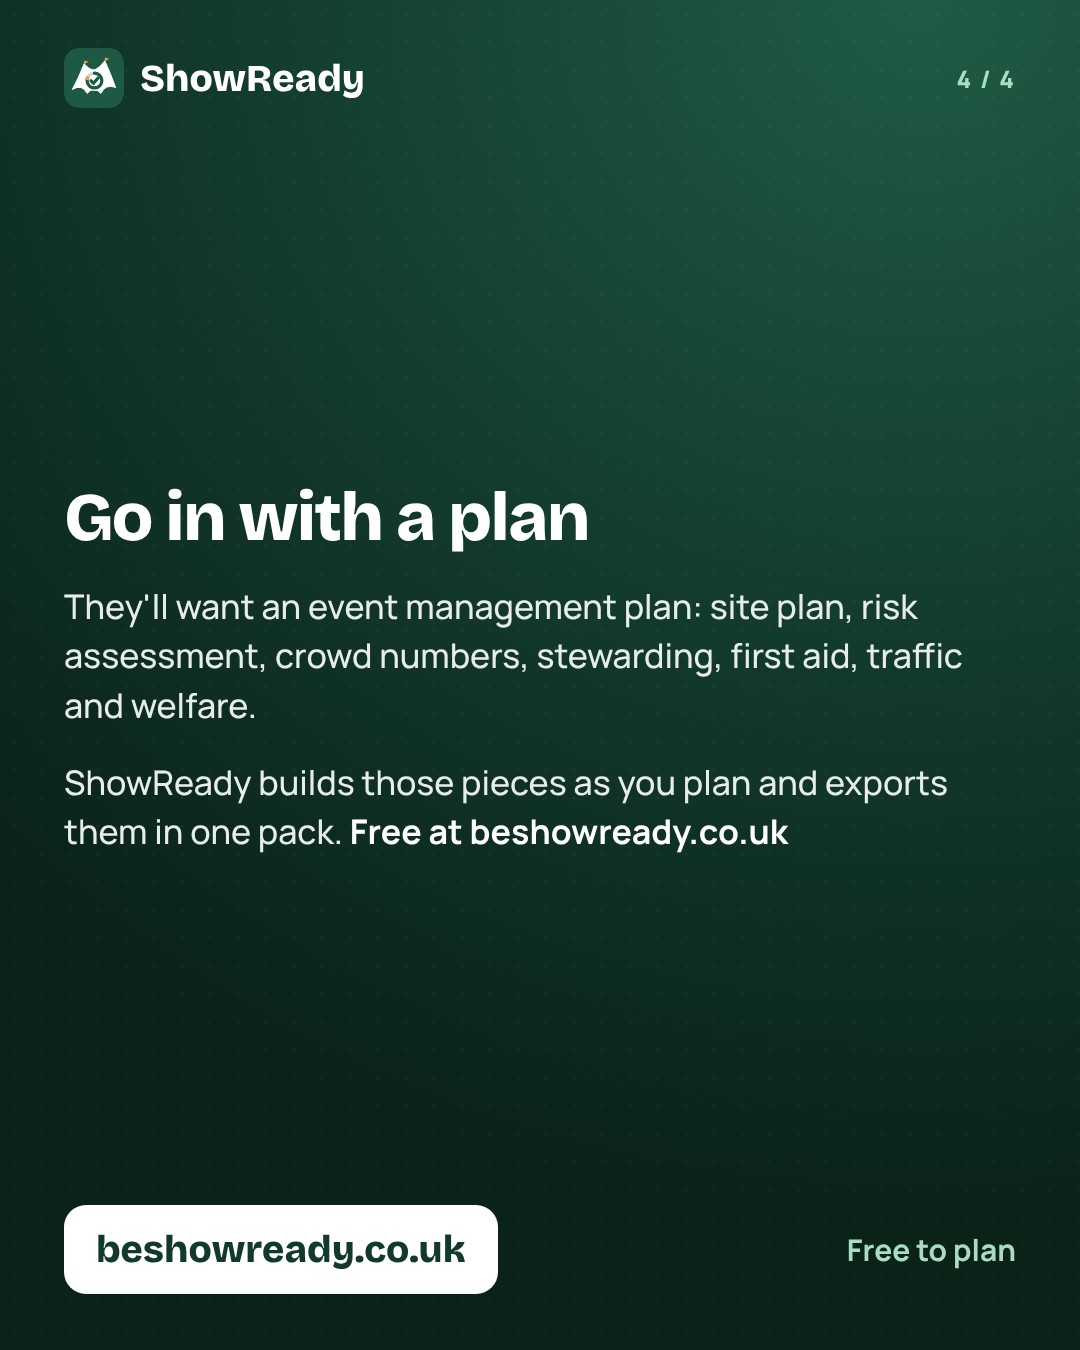 ShowReady
4 / 4
Go in with a plan
They'll want an event management plan: site plan, risk
assessment, crowd numbers, stewarding, first aid, traffic
and welfare.
ShowReady builds those pieces as you plan and exports
them in one pack. Free at beshowready.co.uk
beshowready.co.uk
Free to plan